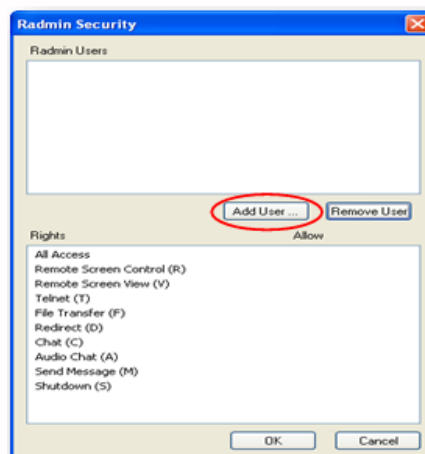 Radmin Security
Radmin Users
Add User ... Remove User
Rights Allow
All Access
Remote Screen Control (R)
Remote Screen View (V)
Telnet (T)
File Transfer (F)
Redirect (D)
Chat (C)
Audio Chat (A)
Send Message (M)
Shutdown (S)
OK Cancel